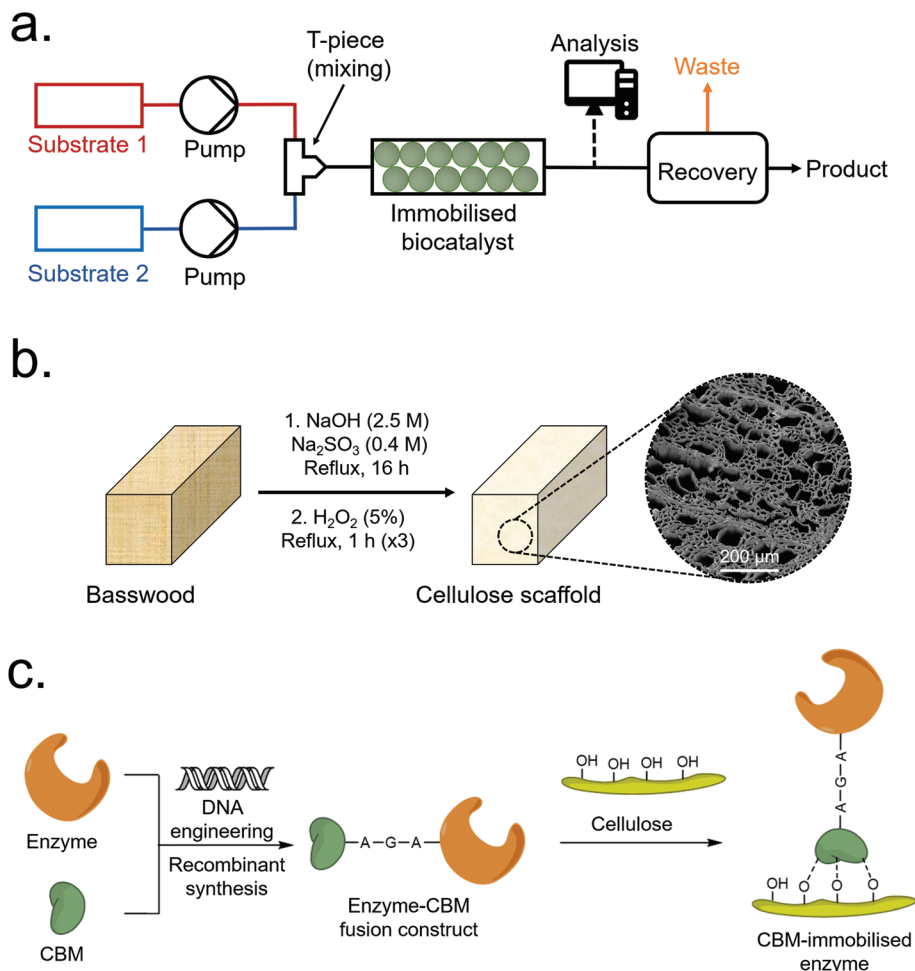 a.
T-piece
(mixing)
Analysis
Waste
Substrate 1
Pump
Recovery
Product
Immobilised
biocatalyst
Substrate 2
Pump
b.
1. NaOH (2.5 M)
Na₂SO₃ (0.4 M)
Reflux, 16 h
2. H₂O₂ (5%)
Reflux, 1 h (x3)
200 µm
Basswood
Cellulose scaffold
c.
Enzyme
CBM
DNA
engineering
Recombinant
synthesis
A-G-A
Enzyme-CBM
fusion construct
OH OH OH OH
Cellulose
A-G-A
OH O O O
CBM-immobilised
enzyme